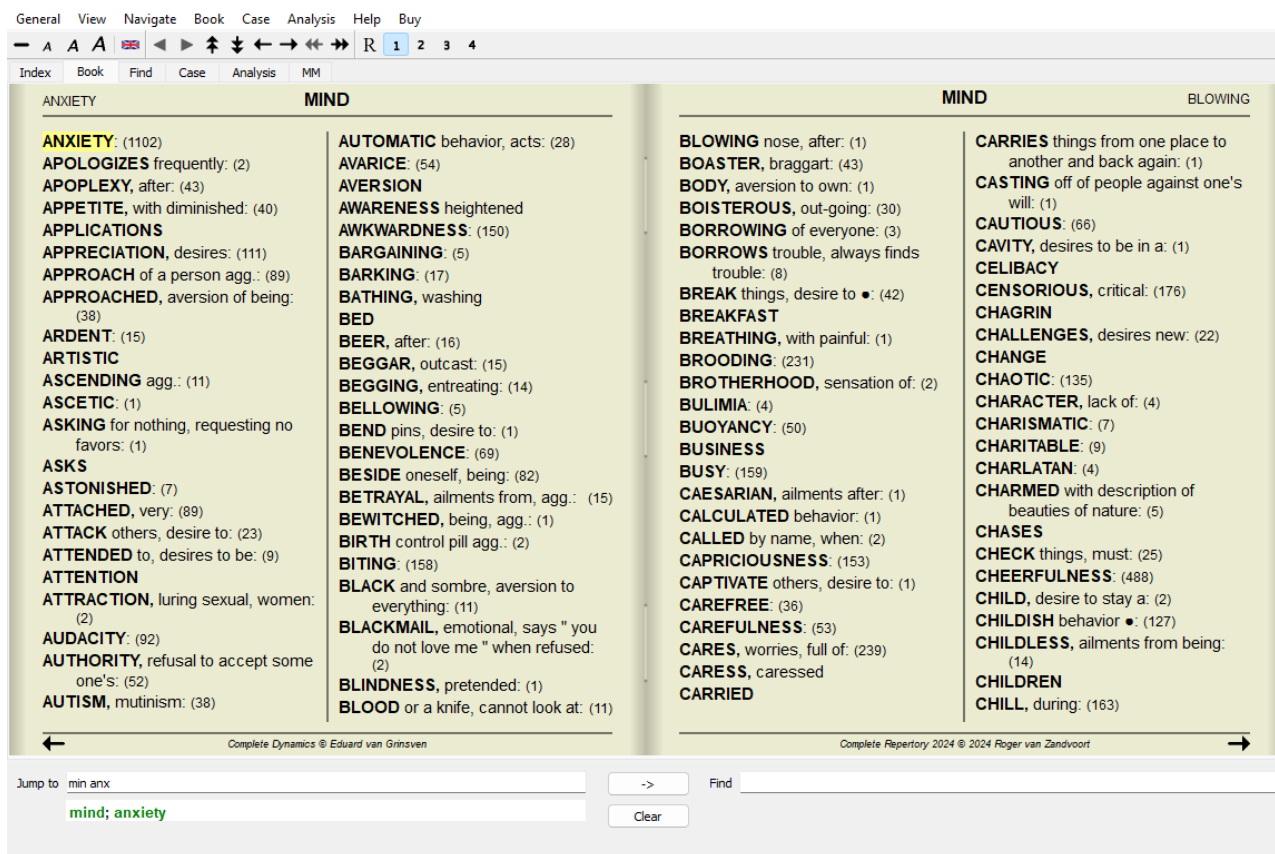 General View Navigate Book Case Analysis Help Buy
A A A R 1 2 3 4
Index Book Find Case Analysis MM
ANXIETY MIND
ANXIETY: (1102)
APOLOGIZES frequently: (2)
APOPLEXY, after: (43)
APPETITE, with diminished: (40)
APPLICATIONS
APPRECIATION, desires: (111)
APPROACH of a person agg.: (89)
APPROACHED, aversion of being:
(38)
ARDENT: (15)
ARTISTIC
ASCENDING agg.: (11)
ASCETIC: (1)
ASKING for nothing, requesting no
favors: (1)
ASKS
ASTONISHED: (7)
ATTACHED, very: (89)
ATTACK others, desire to: (23)
ATTENDED to, desires to be: (9)
ATTENTION
ATTRACTION, luring sexual, women:
(2)
AUDACITY: (92)
AUTHORITY, refusal to accept some
one's: (52)
AUTISM, mutinism: (38)
AUTOMATIC behavior, acts: (28)
AVARICE: (54)
AVERSION
AWARENESS heightened
AWKWARDNESS: (150)
BARGAINING: (5)
BARKING: (17)
BATHING, washing
BED
BEER, after: (16)
BEGGAR, outcast: (15)
BEGGING, entreating: (14)
BELLOWING: (5)
BEND pins, desire to: (1)
BENEVOLENCE: (69)
BESIDE oneself, being: (82)
BETRAYAL, ailments from, agg.: (15)
BEWITCHED, being, agg.: (1)
BIRTH control pill agg.: (2)
BITING: (158)
BLACK and sombre, aversion to
everything: (11)
BLACKMAIL, emotional, says " you
do not love me " when refused:
(2)
BLINDNESS, pretended: (1)
BLOOD or a knife, cannot look at: (11)
Complete Dynamics © Eduard van Grinsven
MIND BLOWING
BLOWING nose, after: (1)
BOASTER, braggart: (43)
BODY, aversion to own: (1)
BOISTEROUS, out-going: (30)
BORROWING of everyone: (3)
BORROWS trouble, always finds
trouble: (8)
BREAK things, desire to ●: (42)
BREAKFAST
BREATHING, with painful: (1)
BROODING: (231)
BROTHERHOOD, sensation of: (2)
BULIMIA: (4)
BUOYANCY: (50)
BUSINESS
BUSY: (159)
CAESARIAN, ailments after: (1)
CALCULATED behavior: (1)
CALLED by name, when: (2)
CAPRICIOUSNESS: (153)
CAPTIVATE others, desire to: (1)
CAREFREE: (36)
CAREFULNESS: (53)
CARES, worries, full of: (239)
CARESS, caressed
CARRIED
CARRIES things from one place to
another and back again: (1)
CASTING off of people against one's
will: (1)
CAUTIOUS: (66)
CAVITY, desires to be in a: (1)
CELIBACY
CENSORIOUS, critical: (176)
CHAGRIN
CHALLENGES, desires new: (22)
CHANGE
CHAOTIC: (135)
CHARACTER, lack of: (4)
CHARISMATIC: (7)
CHARITABLE: (9)
CHARLATAN: (4)
CHARMED with description of
beauties of nature: (5)
CHASES
CHECK things, must: (25)
CHEERFULNESS: (488)
CHILD, desire to stay a: (2)
CHILDISH behavior ●: (127)
CHILDLESS, ailments from being:
(14)
CHILDREN
CHILL, during: (163)
Complete Repertory 2024 © 2024 Roger van Zandvoort
Jump to min anx -> Find
mind; anxiety Clear